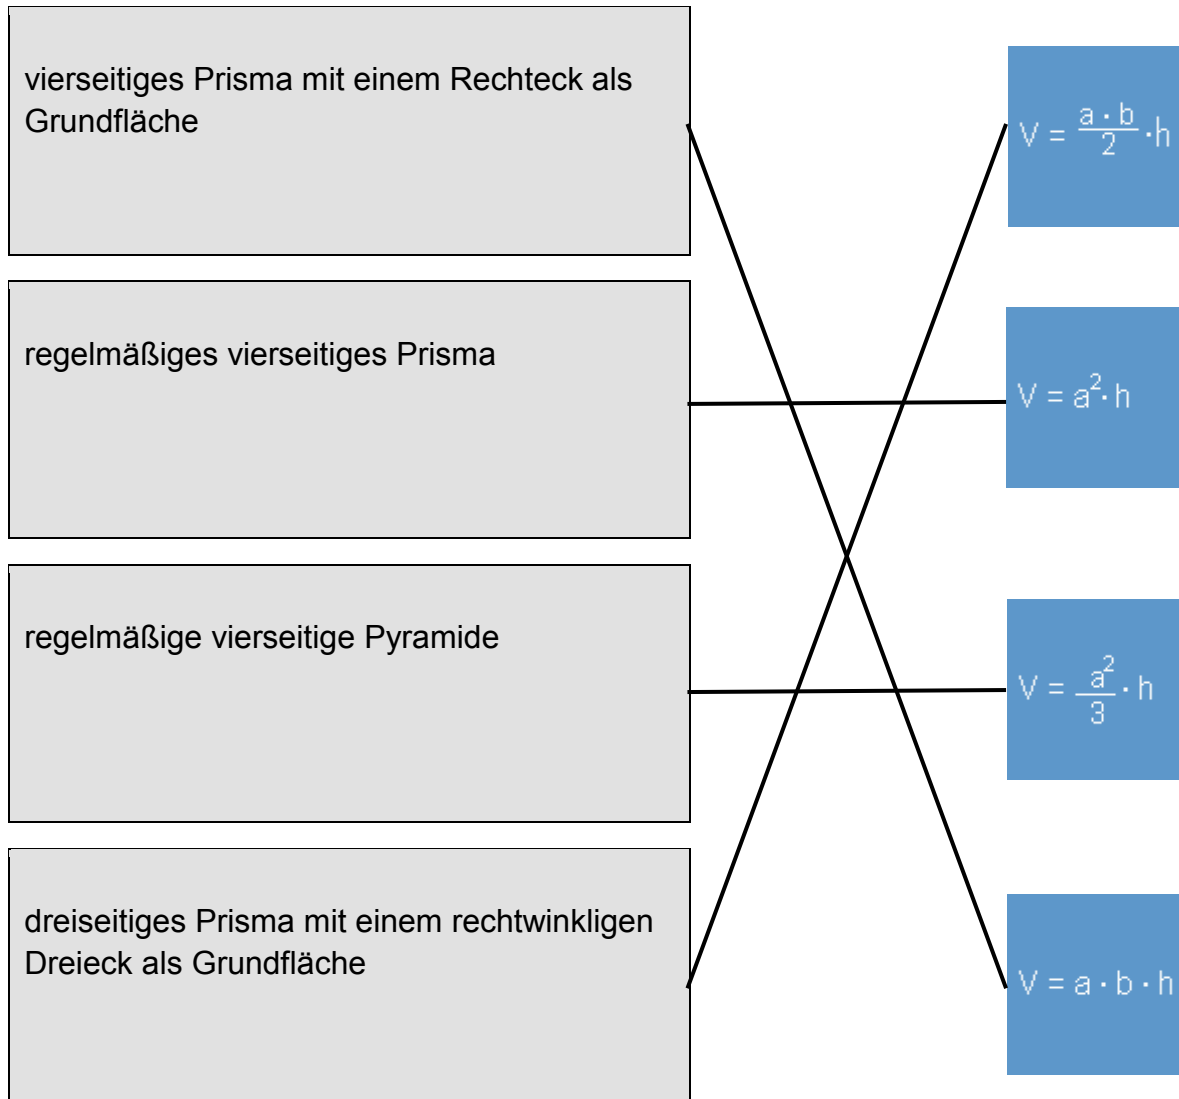 vierseitiges Prisma mit einem Rechteck als
Grundfläche
V = a · b / 2 · h
regelmäßiges vierseitiges Prisma
V = a² · h
regelmäßige vierseitige Pyramide
V = a² / 3 · h
dreiseitiges Prisma mit einem rechtwinkligen
Dreieck als Grundfläche
V = a · b · h